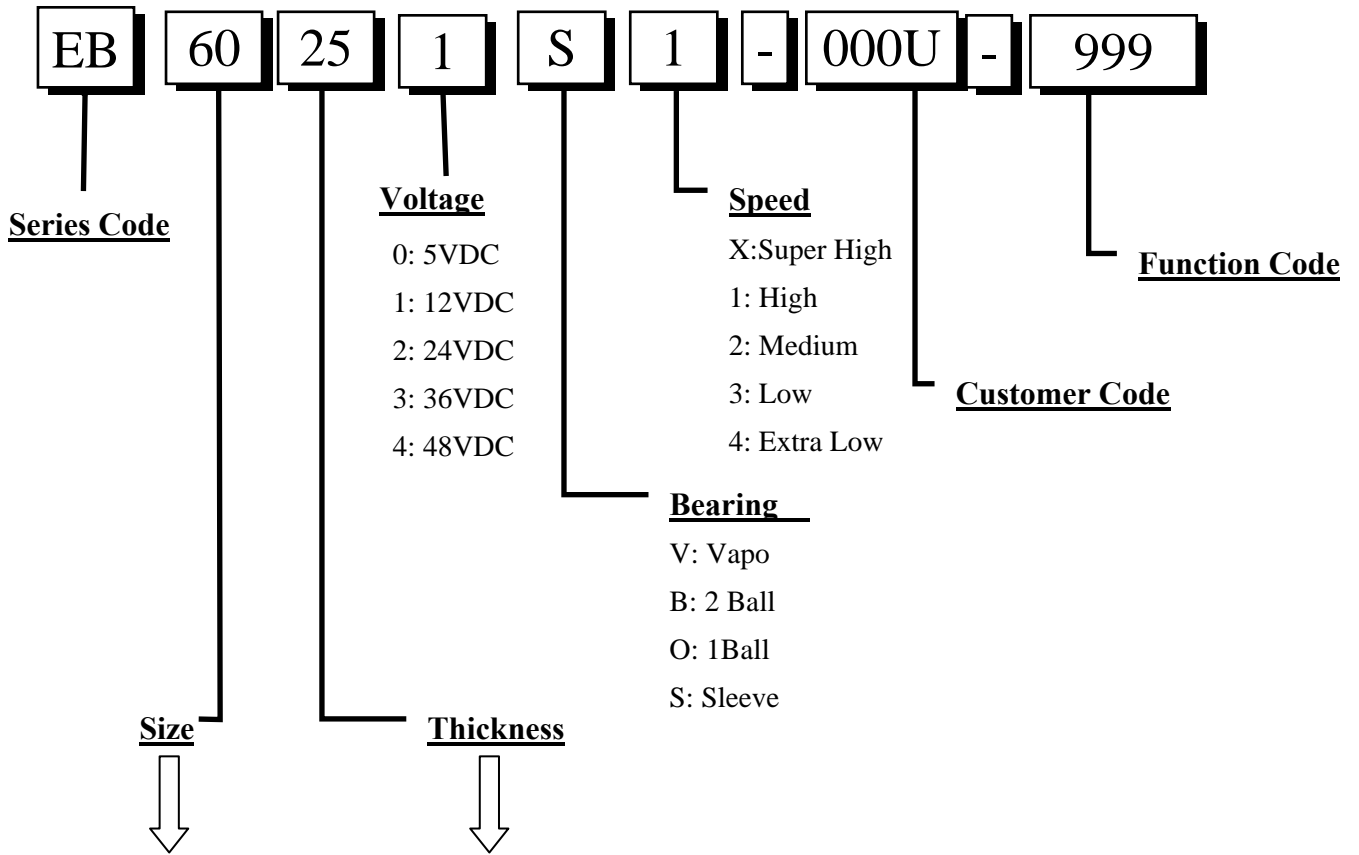 EB 60 25 1 S 1 - 000U - 999
Series Code
Voltage
0: 5VDC
1: 12VDC
2: 24VDC
3: 36VDC
4: 48VDC
Speed
X:Super High
1: High
2: Medium
3: Low
4: Extra Low
Function Code
Customer Code
Bearing
V: Vapo
B: 2 Ball
O: 1Ball
S: Sleeve
Size
Thickness